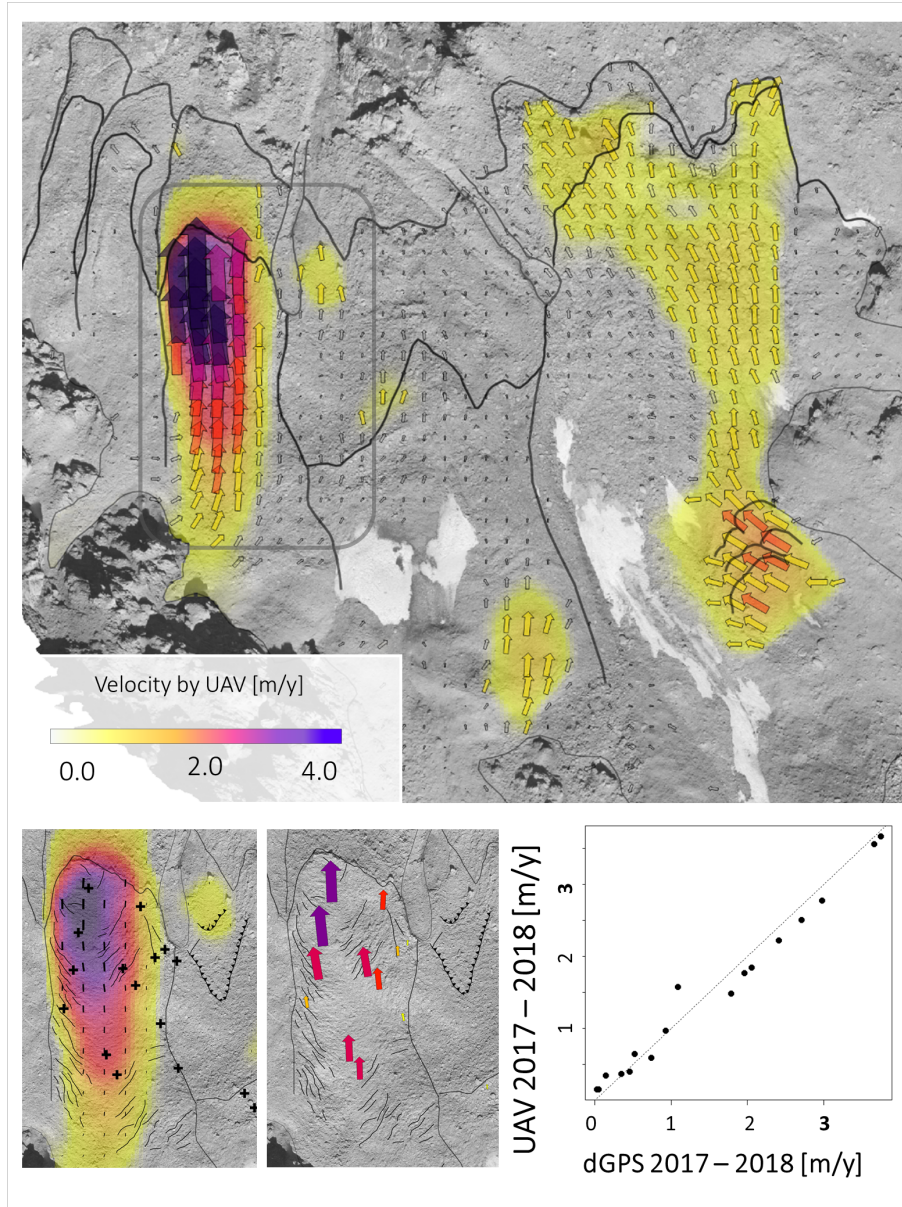 Velocity by UAV [m/y]
0.0 2.0 4.0
UAV 2017 – 2018 [m/y]
3
2
1
0 1 2 3
dGPS 2017 – 2018 [m/y]